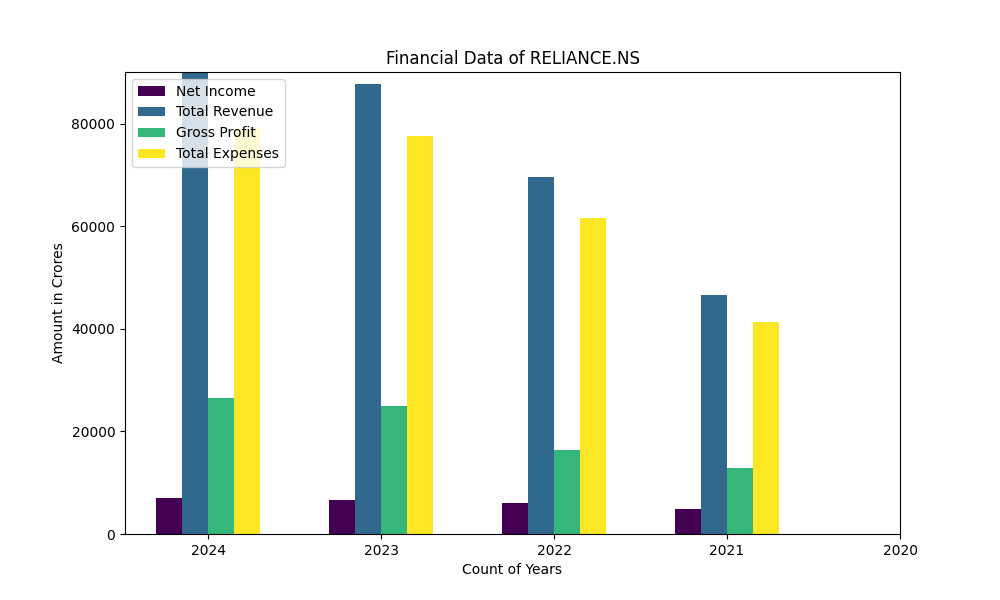 Financial Data of RELIANCE.NS
Net Income
Total Revenue
Gross Profit
Total Expenses
80000
60000
40000
20000
0
Amount in Crores
2024 2023 2022 2021 2020
Count of Years